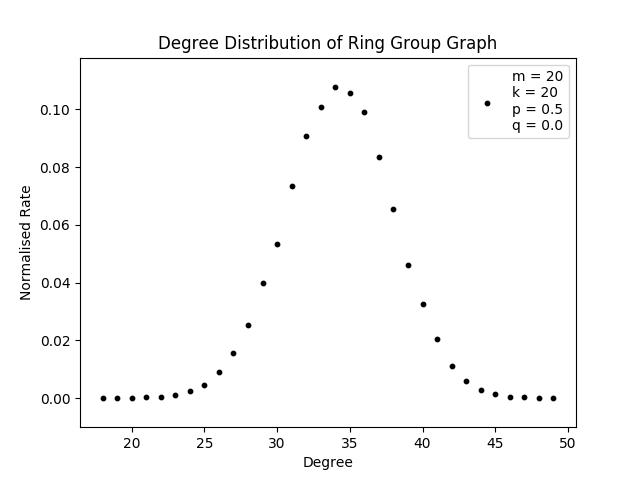 Degree Distribution of Ring Group Graph
m = 20
k = 20
p = 0.5
q = 0.0
Normalised Rate
0.10
0.08
0.06
0.04
0.02
0.00
20 25 30 35 40 45 50
Degree